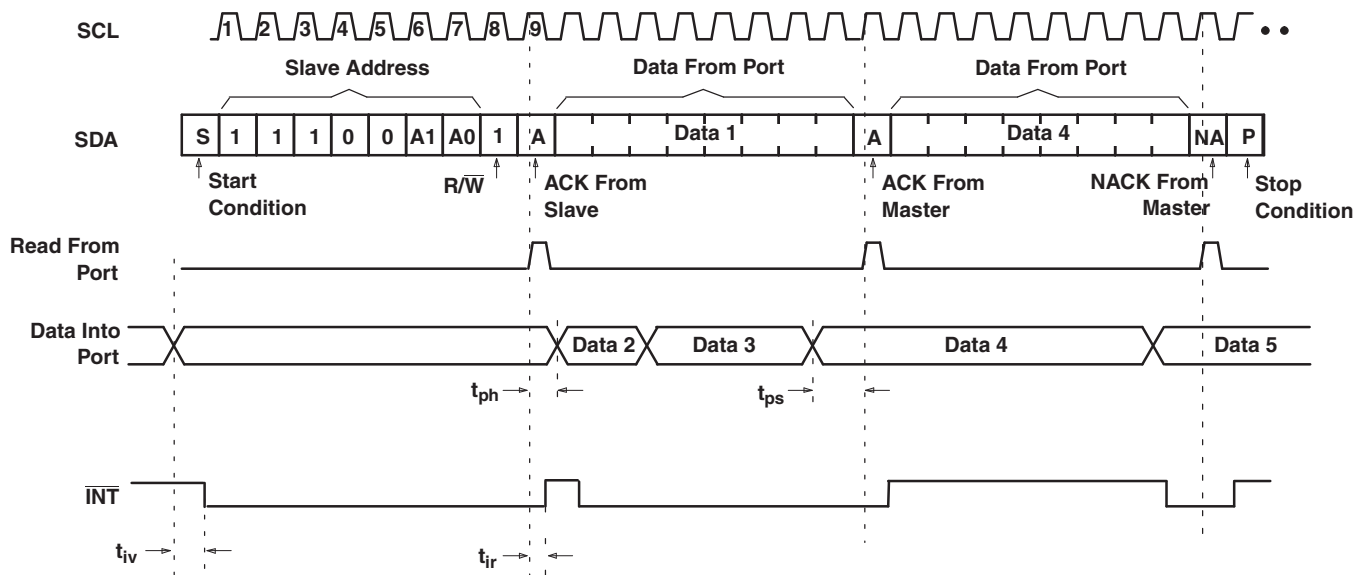 SCL 1 2 3 4 5 6 7 8 9
Slave Address Data From Port Data From Port
SDA S 1 1 1 0 0 A1 A0 1 A Data 1 A Data 4 NA P
Start Condition
R/W̅
ACK From Slave
ACK From Master
NACK From Master
Stop Condition
Read From Port
Data Into Port
Data 2 Data 3 Data 4 Data 5
tph
tps
I̅N̅T̅
tiv
tir